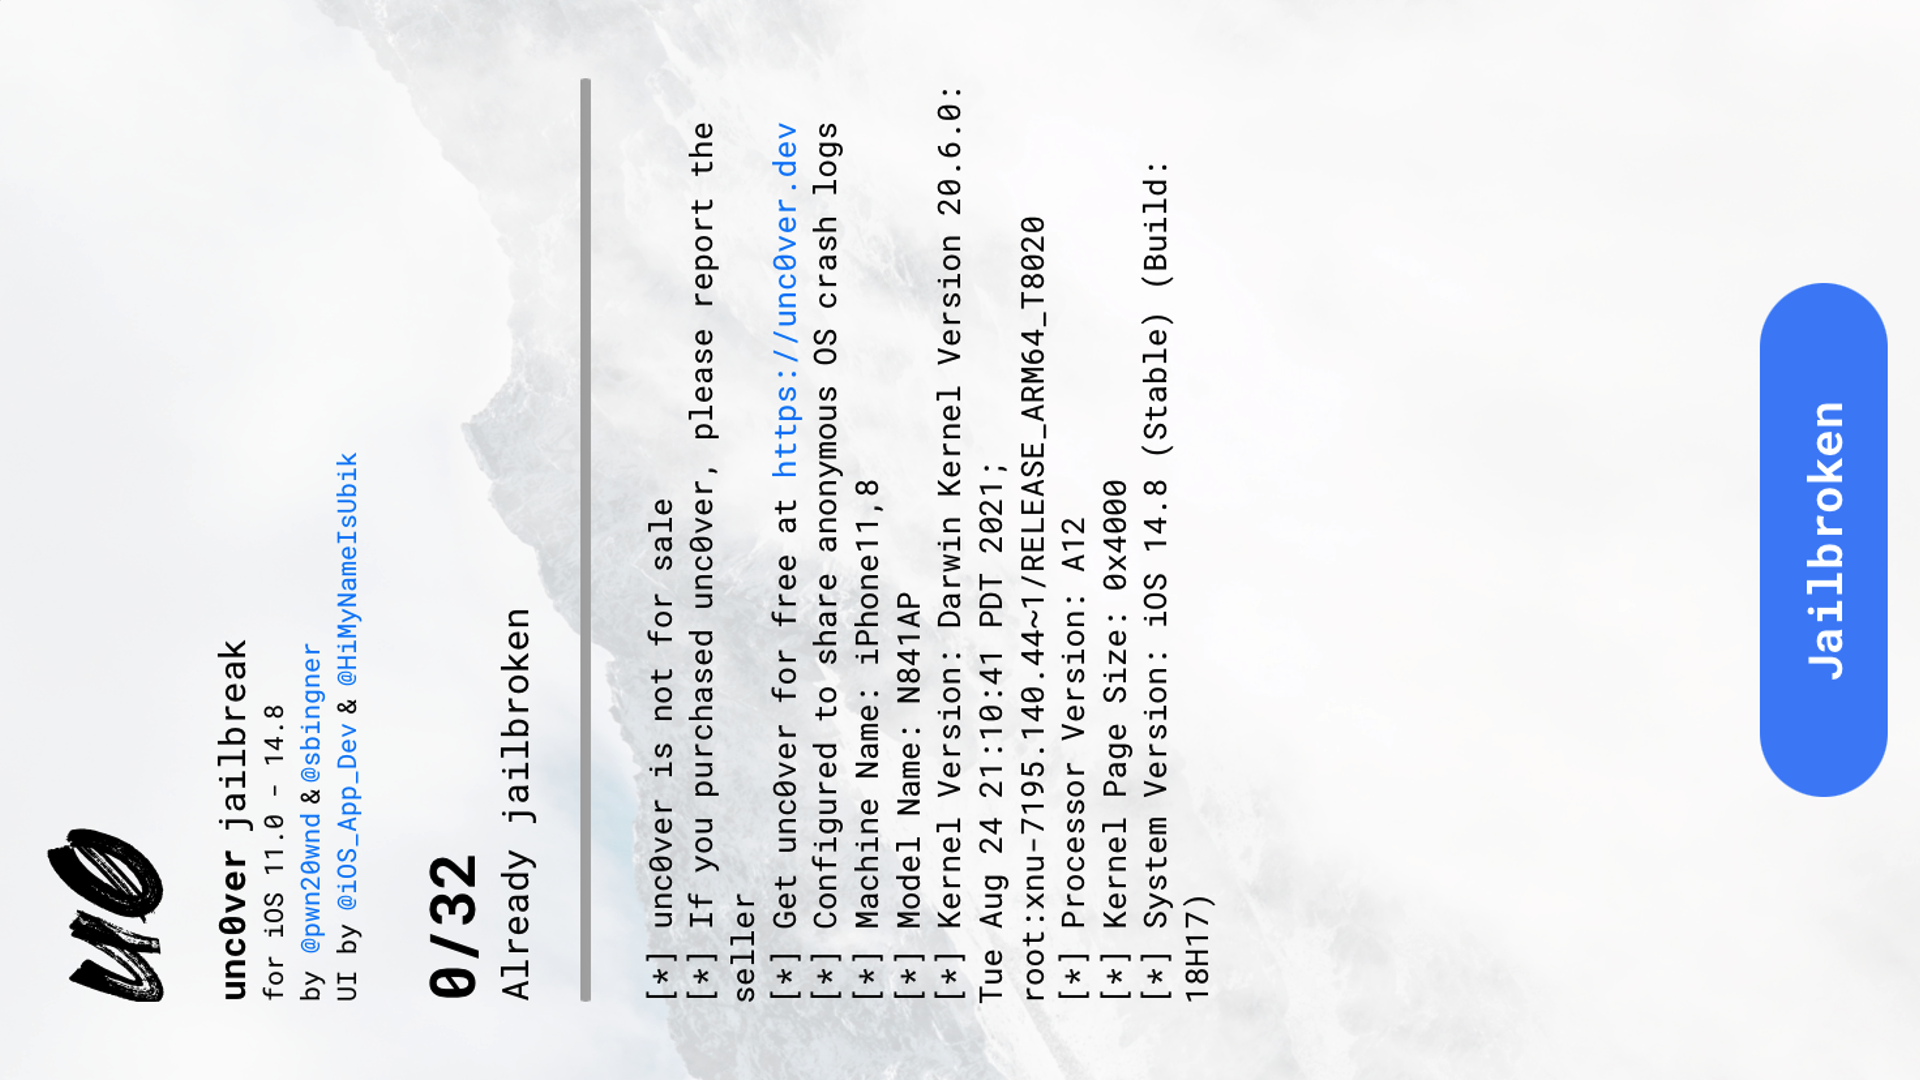 un0
unc0ver jailbreak
for iOS 11.0 - 14.8
by @pwn20wnd & @sbingner
UI by @iOS_App_Dev & @HiMyNameIsUbik
0/32
Already jailbroken
[*] unc0ver is not for sale
[*] If you purchased unc0ver, please report the
seller
[*] Get unc0ver for free at https://unc0ver.dev
[*] Configured to share anonymous OS crash logs
[*] Machine Name: iPhone11,8
[*] Model Name: N841AP
[*] Kernel Version: Darwin Kernel Version 20.6.0:
Tue Aug 24 21:10:41 PDT 2021;
root:xnu-7195.140.44~1/RELEASE_ARM64_T8020
[*] Processor Version: A12
[*] Kernel Page Size: 0x4000
[*] System Version: iOS 14.8 (Stable) (Build:
18H17)
Jailbroken